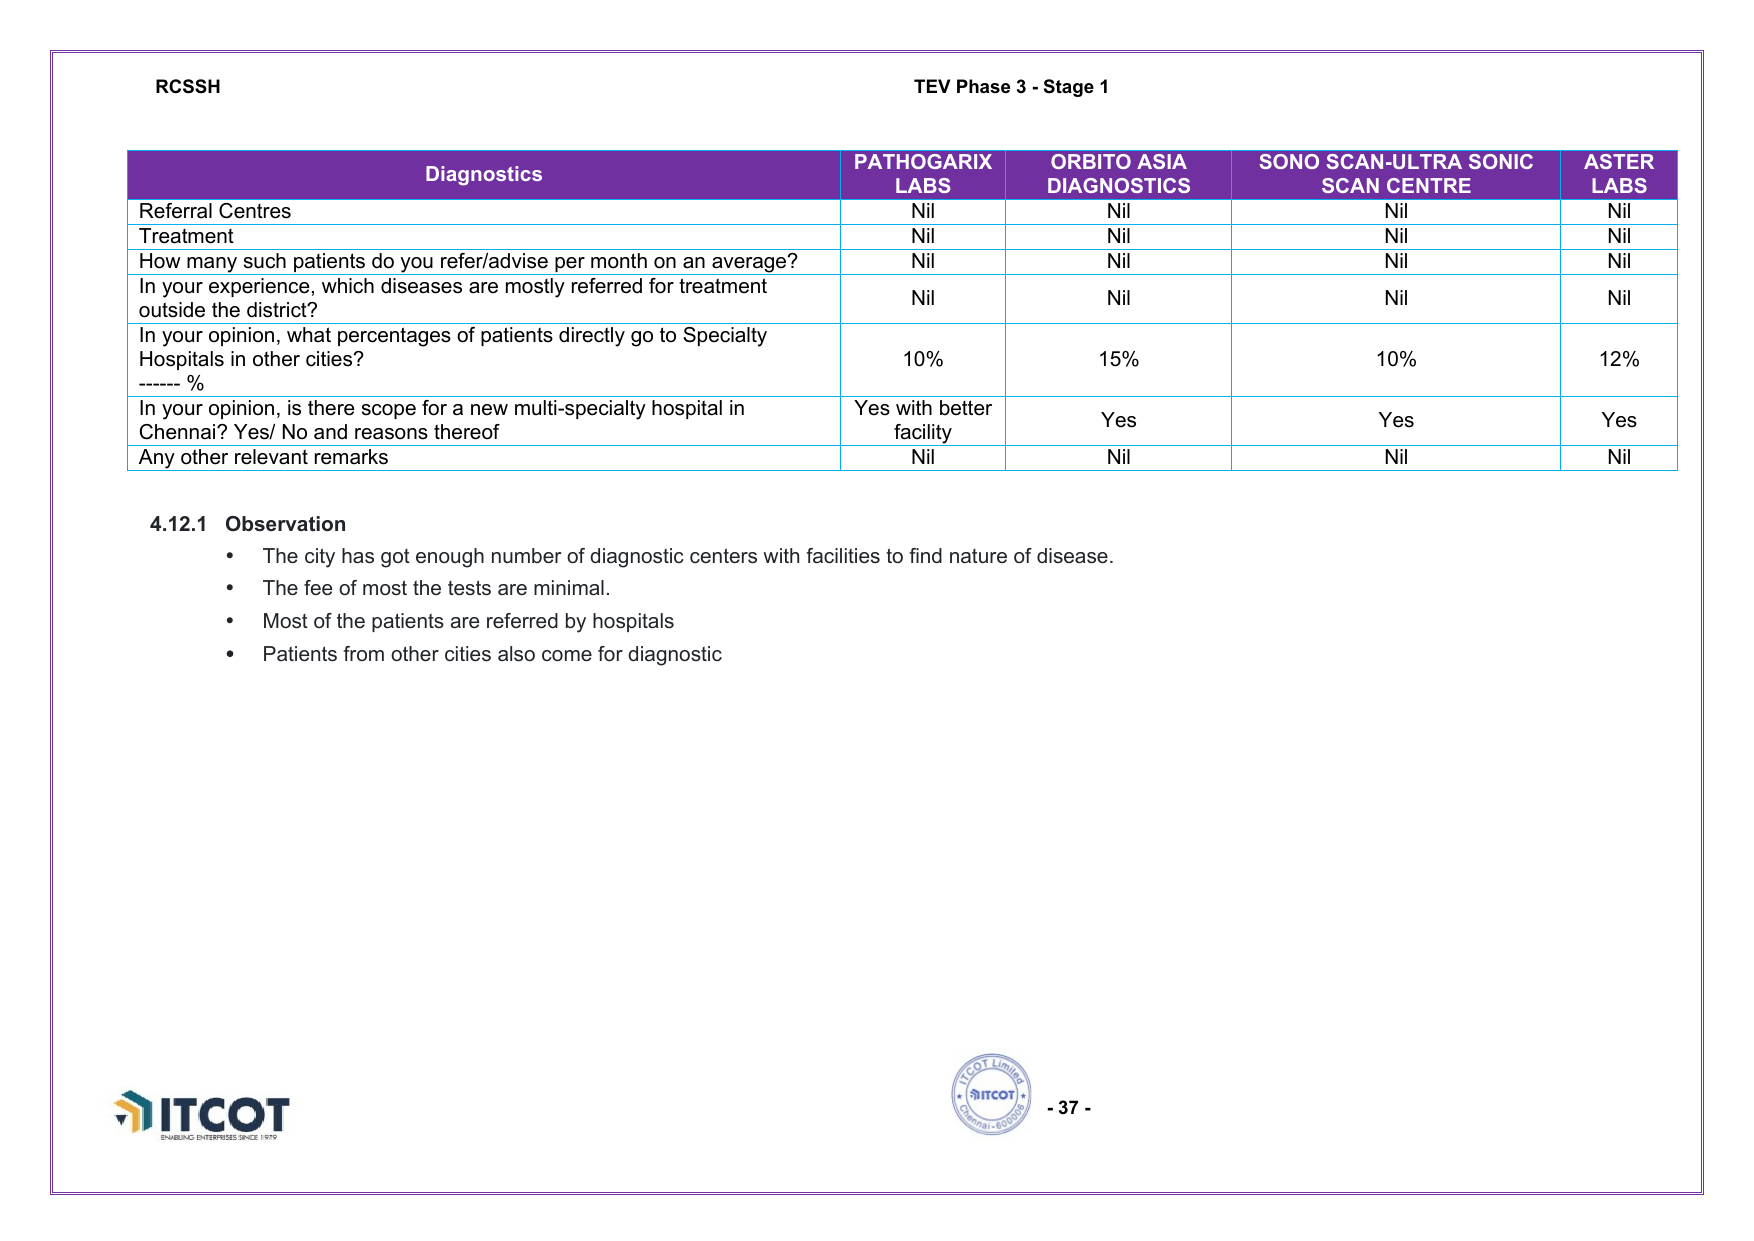 RCSSH
TEV Phase 3 - Stage 1
Diagnostics
PATHOGARIX
LABS
ORBITO ASIA
DIAGNOSTICS
SONO SCAN-ULTRA SONIC
SCAN CENTRE
ASTER
LABS
Referral Centres
Nil
Nil
Nil
Nil
Treatment
Nil
Nil
Nil
Nil
How many such patients do you refer/advise per month on an average?
Nil
Nil
Nil
Nil
In your experience, which diseases are mostly referred for treatment
outside the district?
Nil
Nil
Nil
Nil
In your opinion, what percentages of patients directly go to Specialty
Hospitals in other cities?
------ %
10%
15%
10%
12%
In your opinion, is there scope for a new multi-specialty hospital in
Chennai? Yes/ No and reasons thereof
Yes with better
facility
Yes
Yes
Yes
Any other relevant remarks
Nil
Nil
Nil
Nil
4.12.1 Observation
• The city has got enough number of diagnostic centers with facilities to find nature of disease.
• The fee of most the tests are minimal.
• Most of the patients are referred by hospitals
• Patients from other cities also come for diagnostic
ITCOT
ENABLING ENTERPRISES SINCE 1979
ITCOT Limited
ITCOT
Chennai-600006
- 37 -